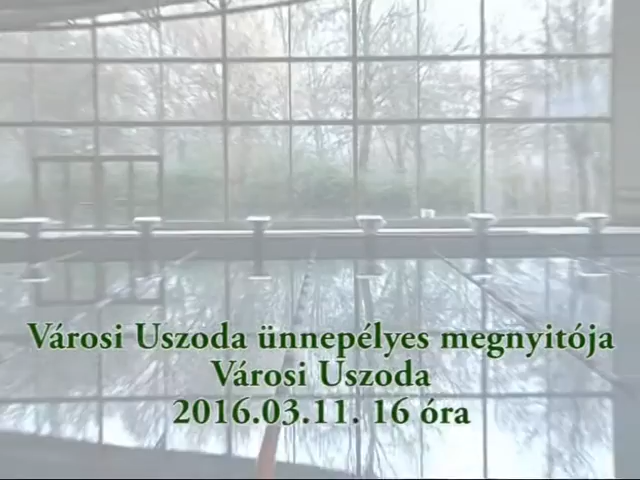 Városi Uszoda ünnepélyes megnyitója
Városi Uszoda
2016.03.11. 16 óra